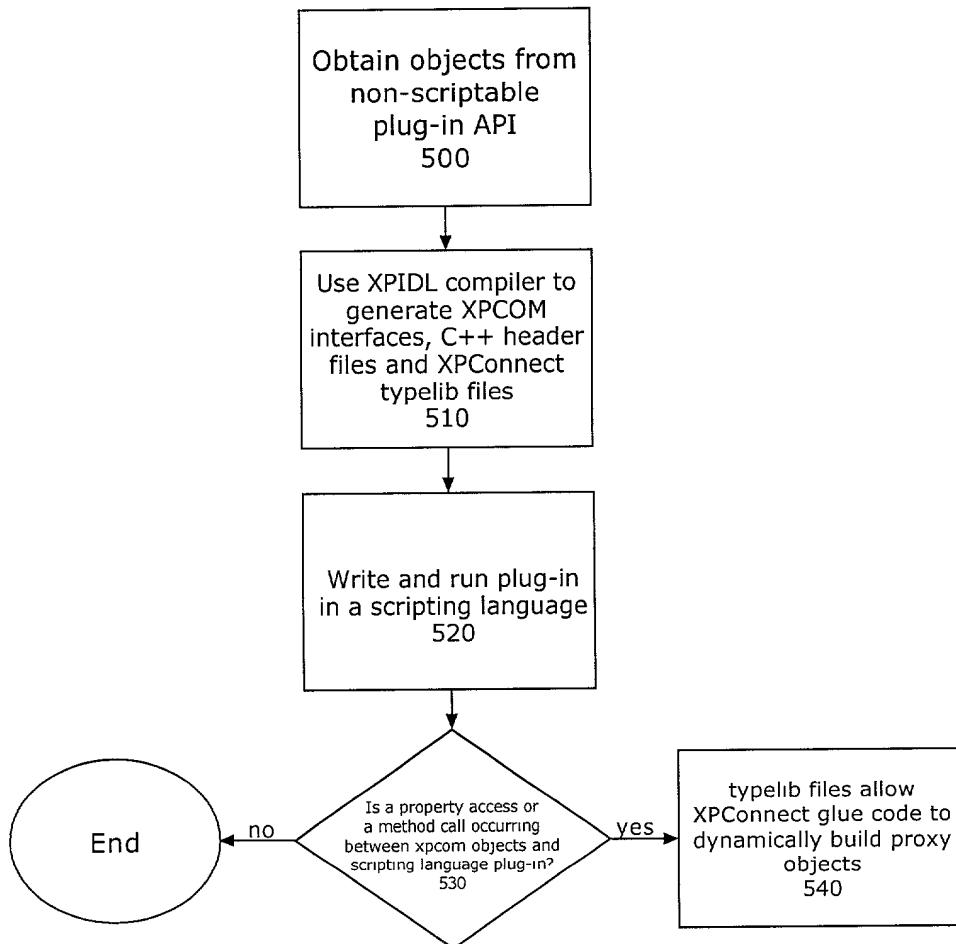 Obtain objects from
non-scriptable
plug-in API
500
Use XPIDL compiler to
generate XPCOM
interfaces, C++ header
files and XPConnect
typelib files
510
Write and run plug-in
in a scripting language
520
Is a property access or
a method call occurring
between xpcom objects and
scripting language plug-in?
530
no
End
yes
typelib files allow
XPConnect glue code to
dynamically build proxy
objects
540